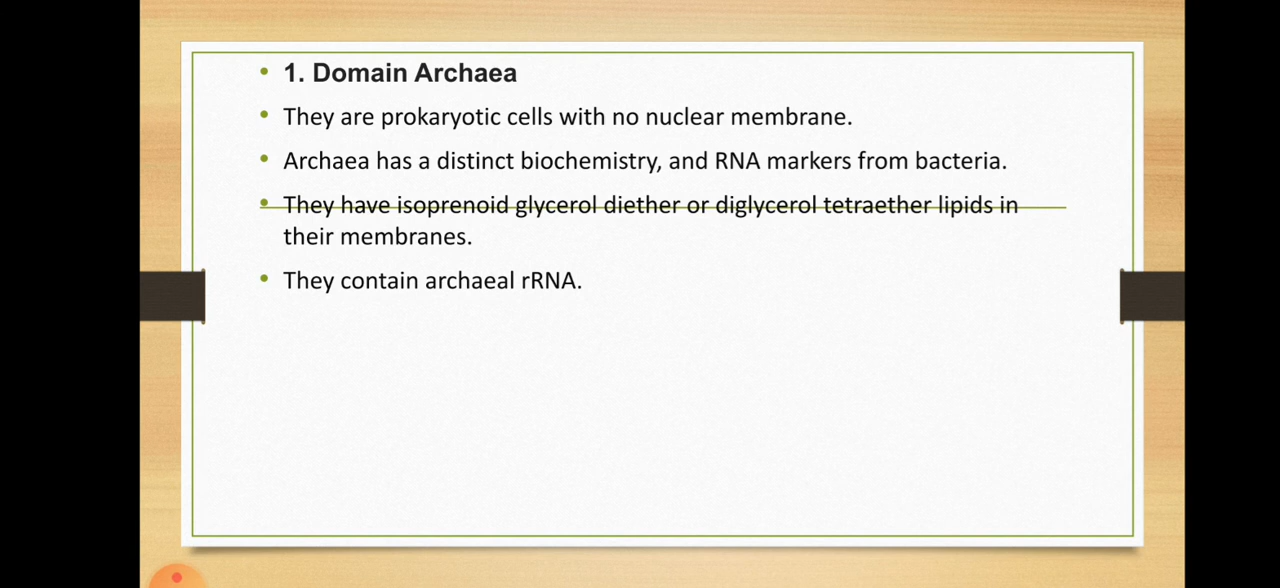 • 1. Domain Archaea
• They are prokaryotic cells with no nuclear membrane.
• Archaea has a distinct biochemistry, and RNA markers from bacteria.
• They have isoprenoid glycerol diether or diglycerol tetraether lipids in
their membranes.
• They contain archaeal rRNA.